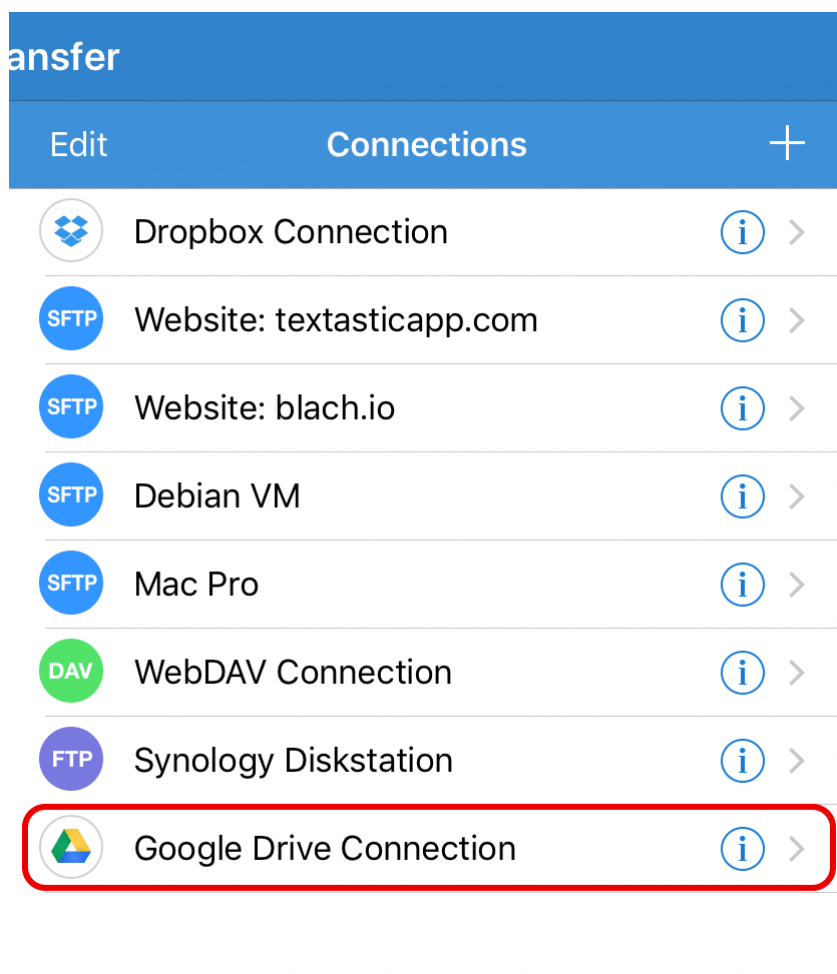 ansfer
Edit Connections +
Dropbox Connection i
SFTP Website: textasticapp.com i
SFTP Website: blach.io i
SFTP Debian VM i
SFTP Mac Pro i
DAV WebDAV Connection i
FTP Synology Diskstation i
Google Drive Connection i